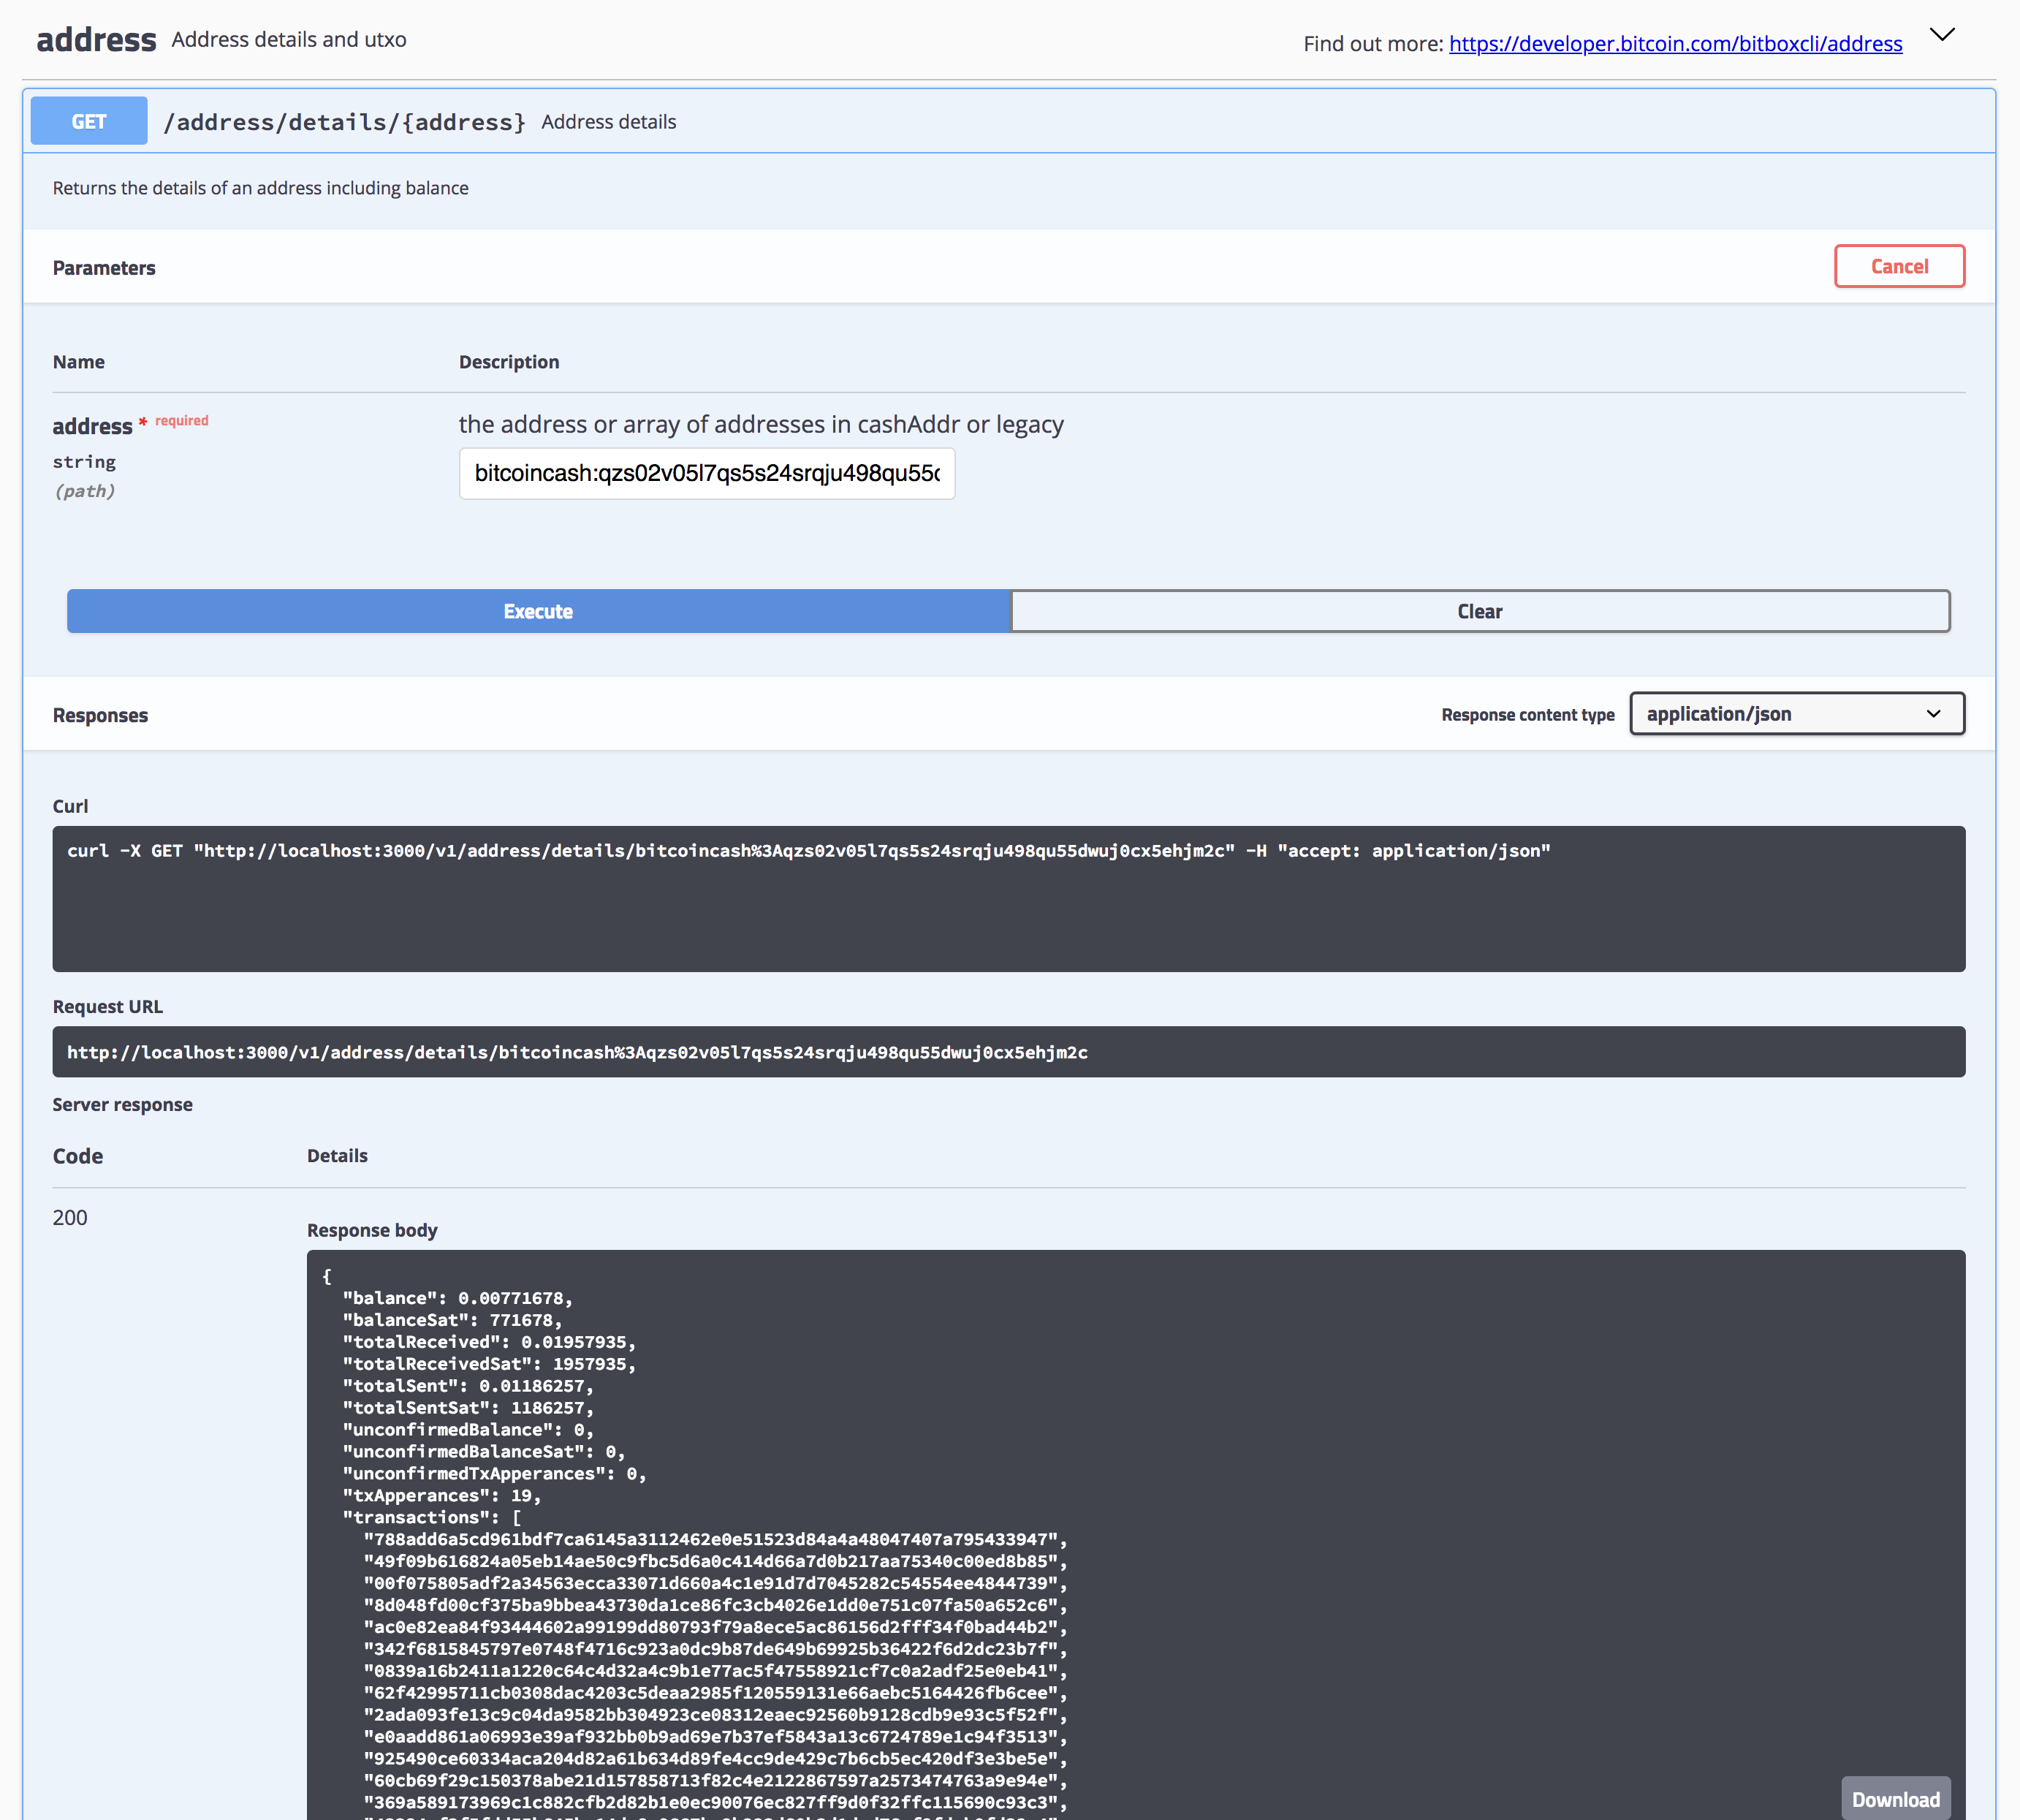 address Address details and utxo
Find out more: https://developer.bitcoin.com/bitboxcli/address
GET /address/details/{address} Address details
Returns the details of an address including balance
Parameters
Cancel
Name Description
address * required
the address or array of addresses in cashAddr or legacy
string
(path)
bitcoincash:qzs02v05l7qs5s24srqju498qu55
Execute Clear
Responses
Response content type application/json
Curl
curl -X GET "http://localhost:3000/v1/address/details/bitcoincash%3Aqzs02v05l7qs5s24srqju498qu55dwuj0cx5ehjm2c" -H "accept: application/json"
Request URL
http://localhost:3000/v1/address/details/bitcoincash%3Aqzs02v05l7qs5s24srqju498qu55dwuj0cx5ehjm2c
Server response
Code Details
200
Response body
{
"balance": 0.00771678,
"balanceSat": 771678,
"totalReceived": 0.01957935,
"totalReceivedSat": 1957935,
"totalSent": 0.01186257,
"totalSentSat": 1186257,
"unconfirmedBalance": 0,
"unconfirmedBalanceSat": 0,
"unconfirmedTxApperances": 0,
"txApperances": 19,
"transactions": [
"788add6a5cd961bdf7ca6145a3112462e0e51523d84a4a48047407a795433947",
"49f09b616824a05eb14ae50c9fbc5d6a0c414d66a7d0b217aa75340c00ed8b85",
"00f075805adf2a34563ecca33071d660a4c1e91d7d7045282c54554ee4844739",
"8d048fd00cf375ba9bbea43730da1ce86fc3cb4026e1dd0e751c07fa50a652c6",
"ac0e82ea84f93444602a99199dd80793f79a8ece5ac86156d2fff34f0bad44b2",
"342f6815845797e0748f4716c923a0dc9b87de649b69925b36422f6d2dc23b7f",
"0839a16b2411a1220c64c4d32a4c9b1e77ac5f47558921cf7c0a2adf25e0eb41",
"62f42995711cb0308dac4203c5deaa2985f120559131e66aebc5164426fb6cee",
"2ada093fe13c9c04da9582bb304923ce08312eaec92560b9128cdb9e93c5f52f",
"e0aadd861a06993e39af932bb0b9ad69e7b37ef5843a13c6724789e1c94f3513",
"925490ce60334aca204d82a61b634d89fe4cc9de429c7b6cb5ec420df3e3be5e",
"60cb69f29c150378abe21d157858713f82c4e2122867597a2573474763a9e94e",
"369a589173969c1c882cfb2d82b1e0ec90076ec827ff9d0f32ffc115690c93c3",
Download